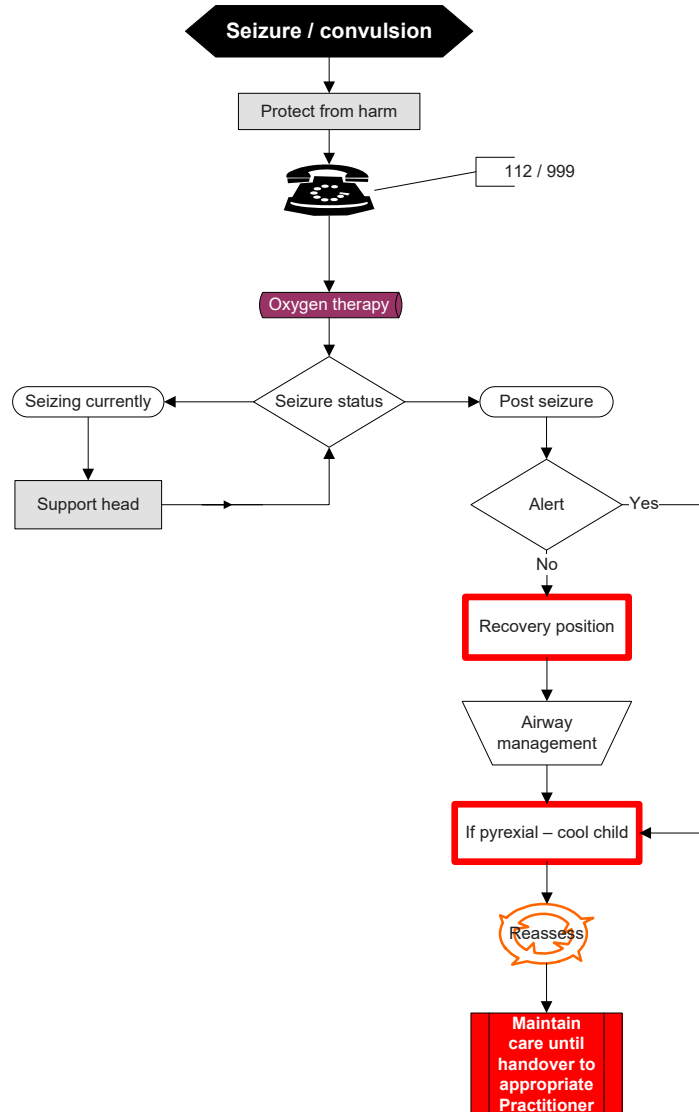 Seizure / convulsion
Protect from harm
112 / 999
Oxygen therapy
Seizing currently
Seizure status
Post seizure
Support head
Alert
Yes
No
Recovery position
Airway
management
If pyrexial – cool child
Reassess
Maintain
care until
handover to
appropriate
Practitioner